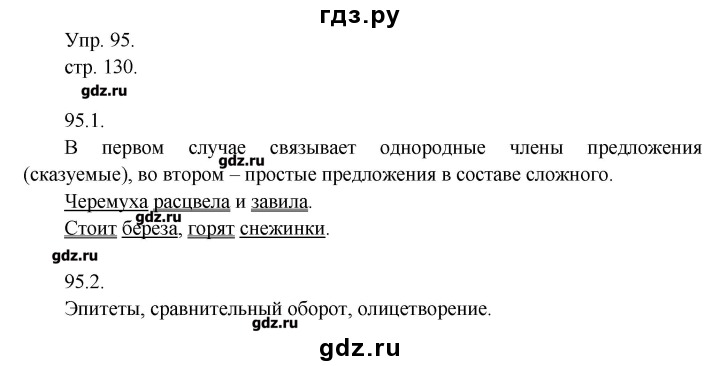 гдз.ру
Упр. 95.
стр. 130.
gdz.ru
95.1.
В первом случае связывает однородные члены предложения
gdz.ru
(сказуемые), во втором – простые предложения в составе сложного.
Черемуха расцвела и завила.
gdz.ru
Стоит береза, горят снежинки.
gdz.ru
95.2.
Эпитеты, сравнительный оборот, олицетворение.
gdz.ru
gdz.ru